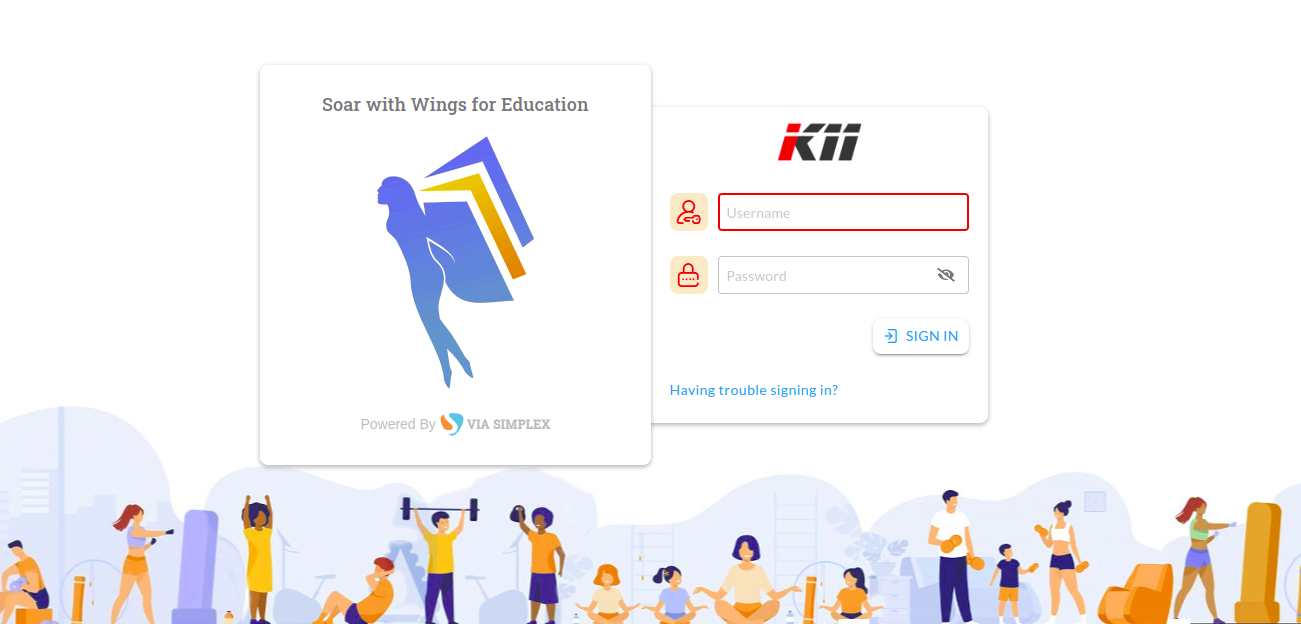 Soar with Wings for Education
Powered By VIA SIMPLEX
KII
Username
Password
SIGN IN
Having trouble signing in?